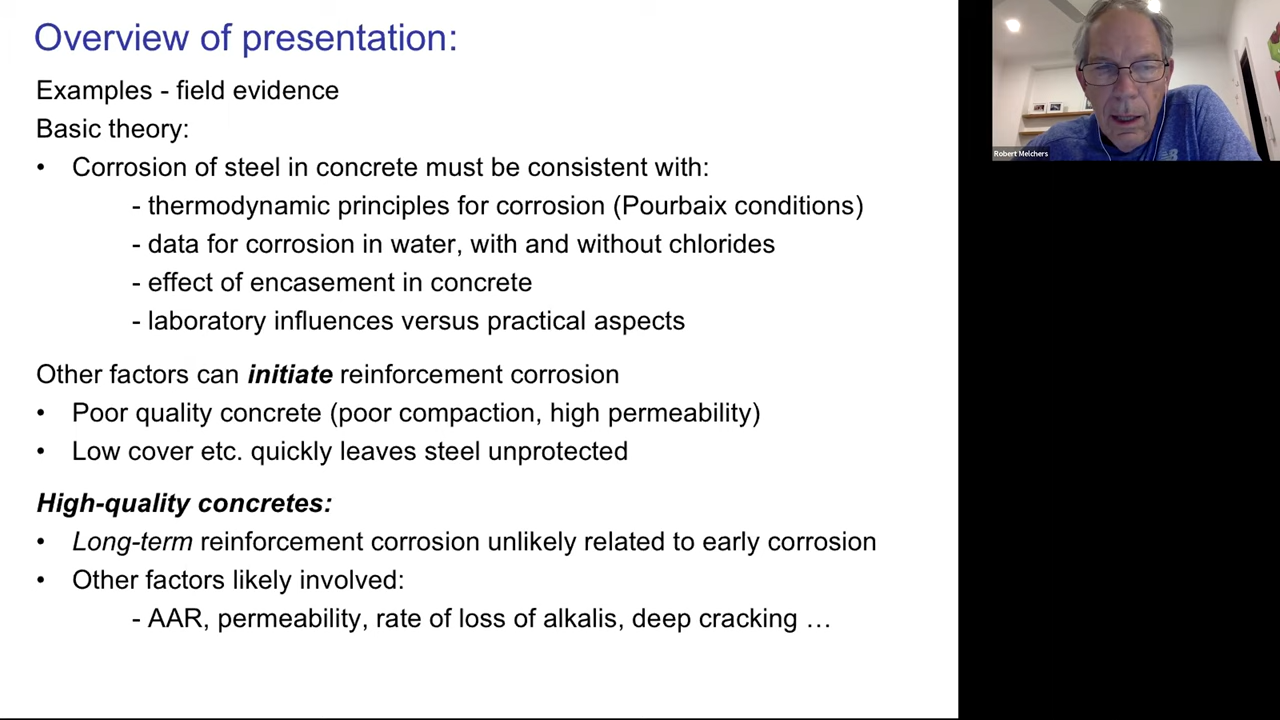 Overview of presentation:
Examples - field evidence
Basic theory:
• Corrosion of steel in concrete must be consistent with:
- thermodynamic principles for corrosion (Pourbaix conditions)
- data for corrosion in water, with and without chlorides
- effect of encasement in concrete
- laboratory influences versus practical aspects
Other factors can initiate reinforcement corrosion
• Poor quality concrete (poor compaction, high permeability)
• Low cover etc. quickly leaves steel unprotected
High-quality concretes:
• Long-term reinforcement corrosion unlikely related to early corrosion
• Other factors likely involved:
- AAR, permeability, rate of loss of alkalis, deep cracking …
Robert Melchers